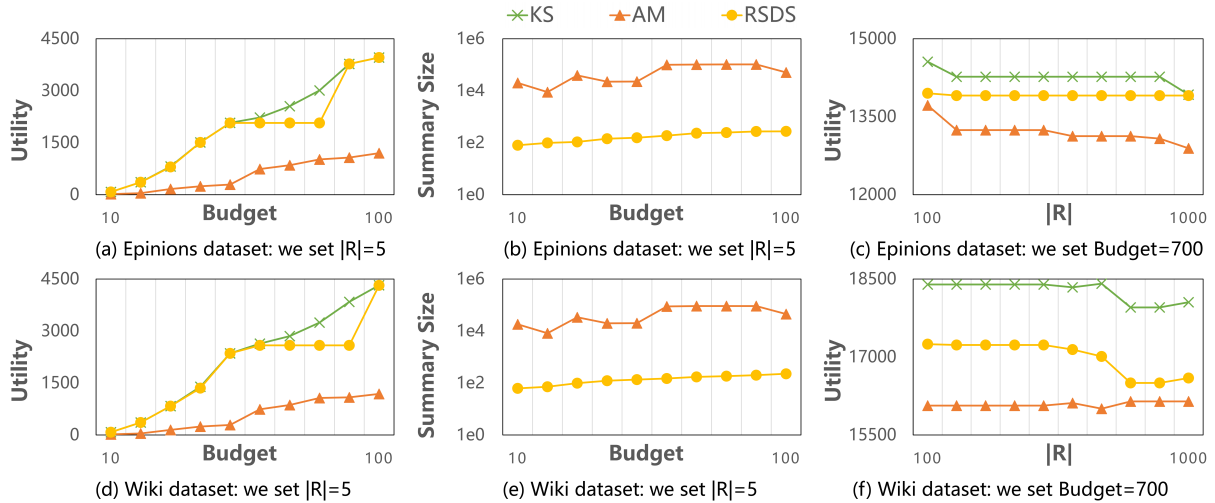 KS AM RSDS
4500
3000
1500
0
Utility
10 Budget 100
(a) Epinions dataset: we set |R|=5
1e6
1e4
1e2
1e0
Summary Size
10 Budget 100
(b) Epinions dataset: we set |R|=5
15000
13500
12000
Utility
100 |R| 1000
(c) Epinions dataset: we set Budget=700
4500
3000
1500
0
Utility
10 Budget 100
(d) Wiki dataset: we set |R|=5
1e6
1e4
1e2
1e0
Summary Size
10 Budget 100
(e) Wiki dataset: we set |R|=5
18500
17000
15500
Utility
100 |R| 1000
(f) Wiki dataset: we set Budget=700